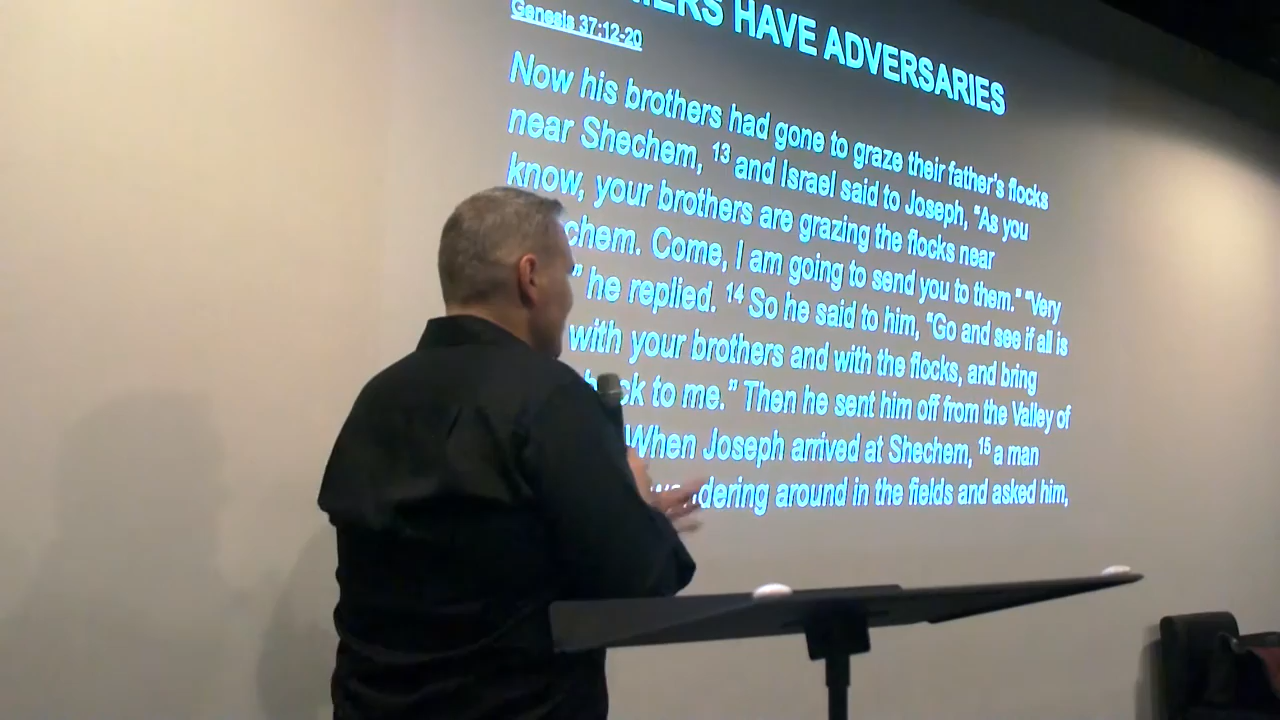 HAVE ADVERSARIES
Genesis 37:12-20
Now his brothers had gone to graze their father's flocks
near Shechem, 13 and Israel said to Joseph, "As you
know, your brothers are grazing the flocks near
chem. Come, I am going to send you to them." "Very
" he replied. 14 So he said to him, "Go and see if all is
with your brothers and with the flocks, and bring
to me." Then he sent him off from the Valley of
When Joseph arrived at Shechem, 15 a man
dering around in the fields and asked him,